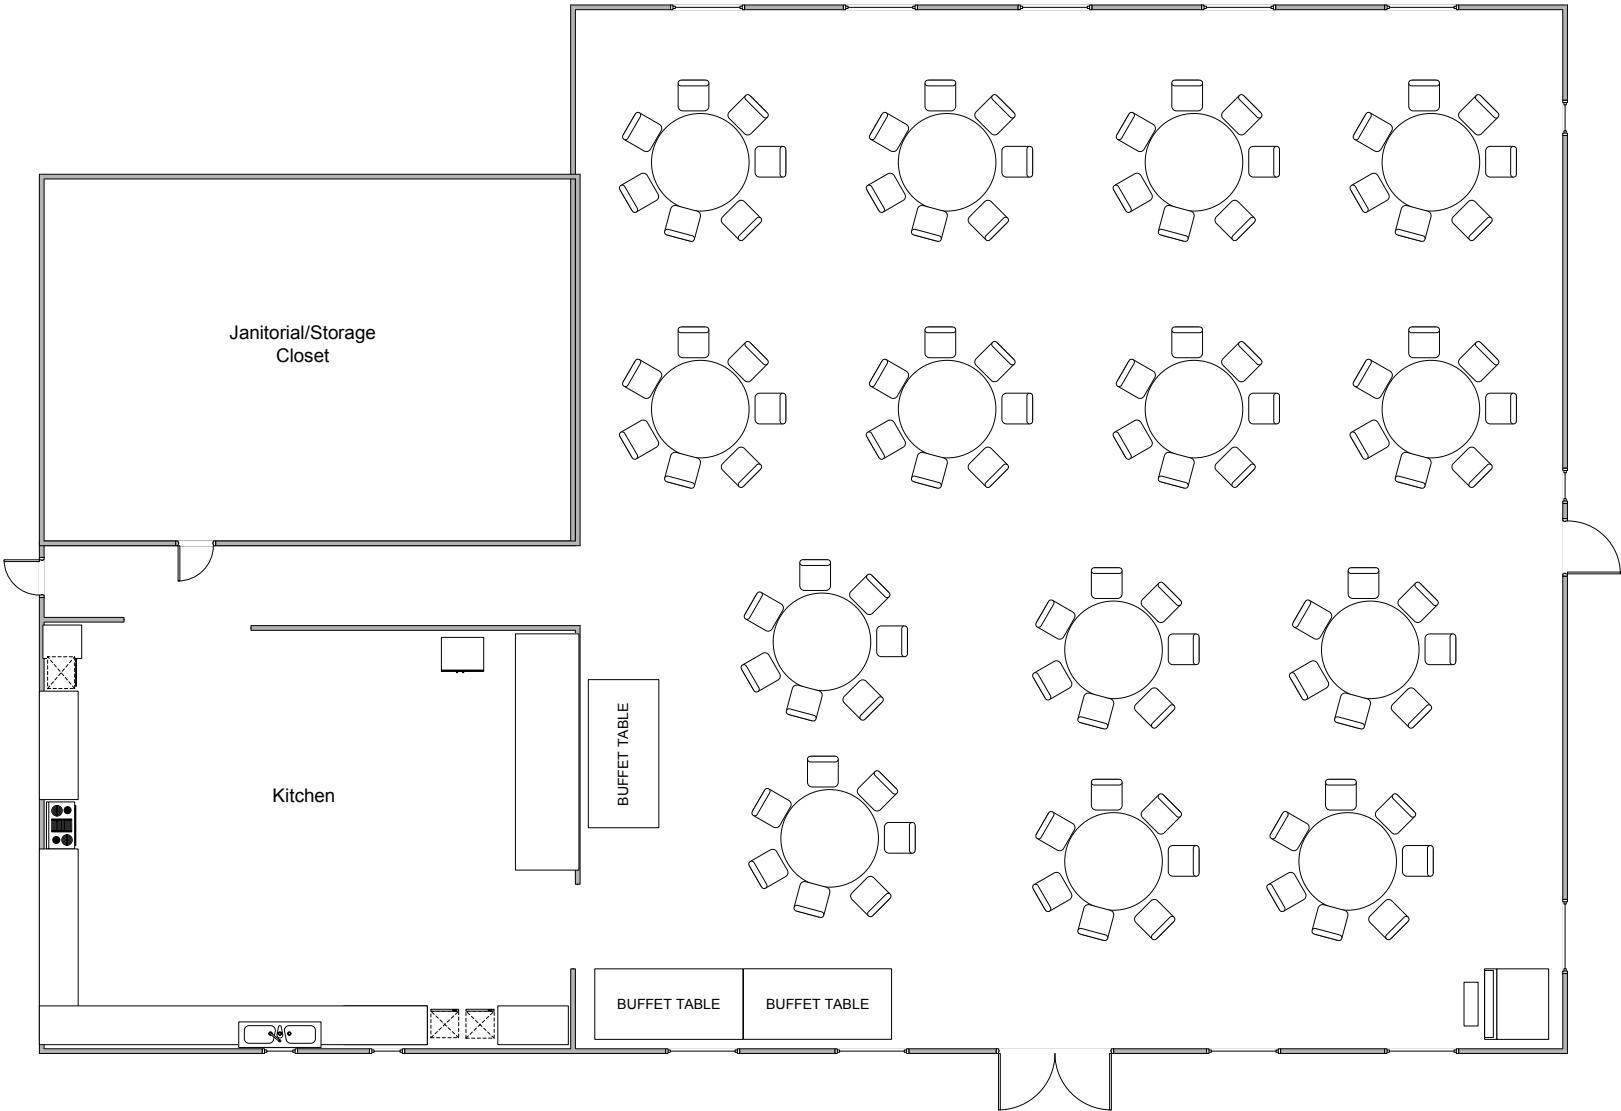 Janitorial/Storage
Closet
BUFFET TABLE
Kitchen
BUFFET TABLE
BUFFET TABLE